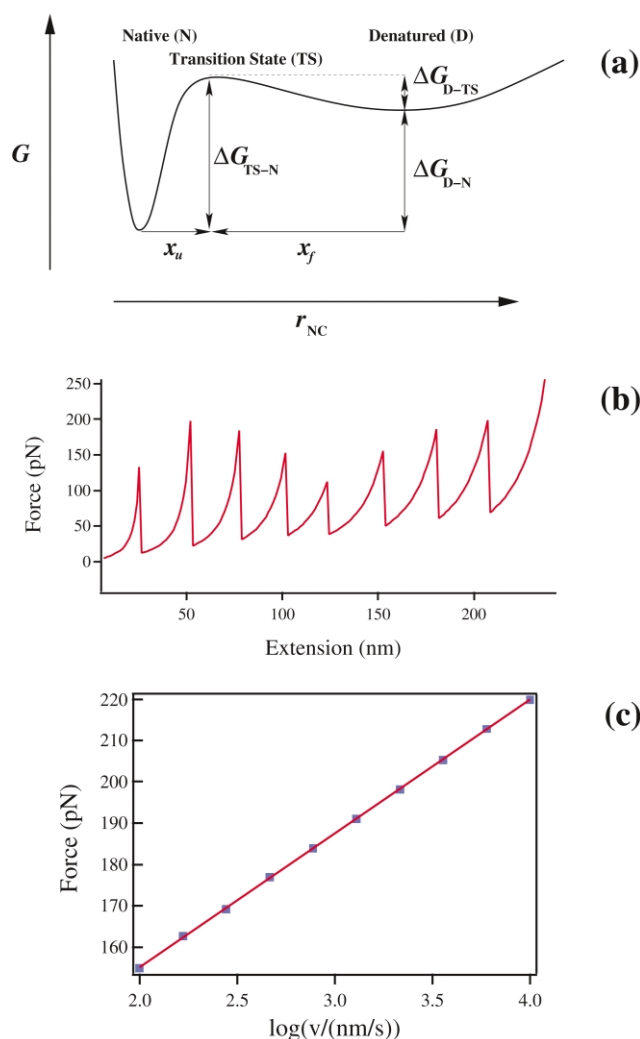 Native (N)
Denatured (D)
(a)
Transition State (TS)
ΔG_D–TS
G
ΔG_TS–N
ΔG_D–N
x_u
x_f
r_NC
(b)
250
200
150
100
50
0
Force (pN)
50
100
150
200
Extension (nm)
(c)
220
210
200
190
180
170
160
Force (pN)
2.0
2.5
3.0
3.5
4.0
log(v/(nm/s))